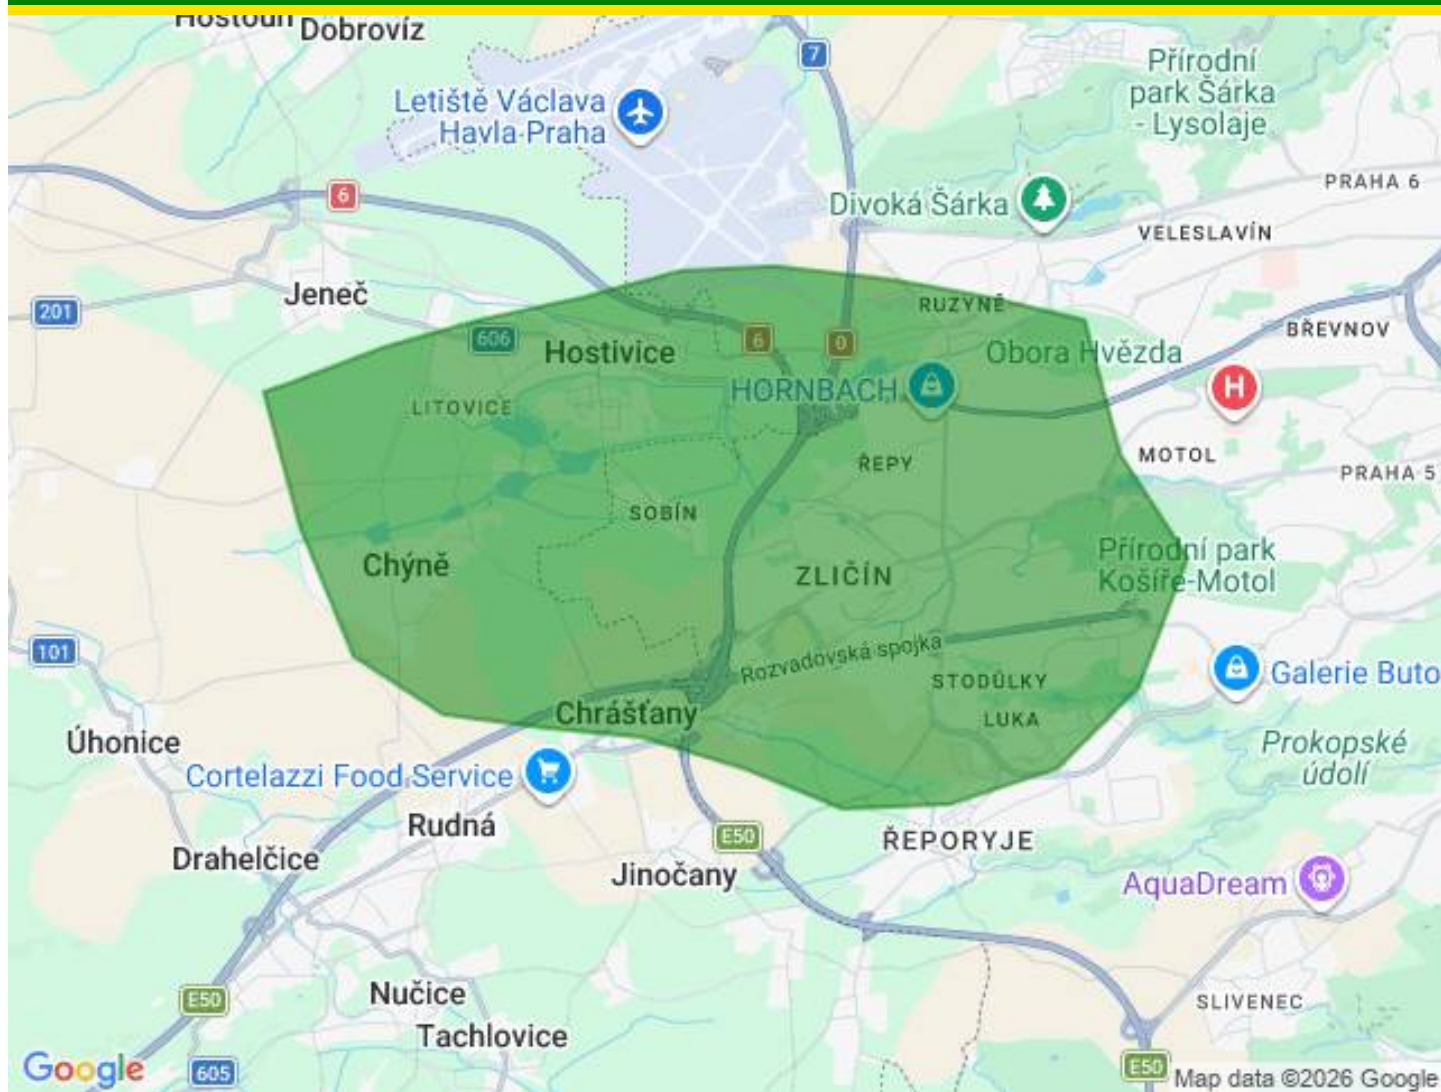 Hostouň
Dobrovíz
7
Přírodní
park Šárka
- Lysolaje
Letiště Václava
Havla Praha
PRAHA 6
6
Divoká Šárka
VELESLAVÍN
Jeneč
201
RUZYNĚ
BŘEVNOV
606
Hostivice
6
0
Obora Hvězda
HORNBACH
H
LITOVICE
ŘEPY
MOTOL
PRAHA 5
SOBÍN
Chýně
ZLIČÍN
Přírodní park
Košíře-Motol
101
Rozvadovská spojka
STODŮLKY
Galerie Buto
Chrášťany
LUKA
Úhonice
Prokopské
údolí
Cortelazzi Food Service
Rudná
E50
ŘEPORYJE
Drahelčice
Jinočany
AquaDream
Nučice
E50
SLIVENEC
Tachlovice
Google
605
E50
Map data ©2026 Google